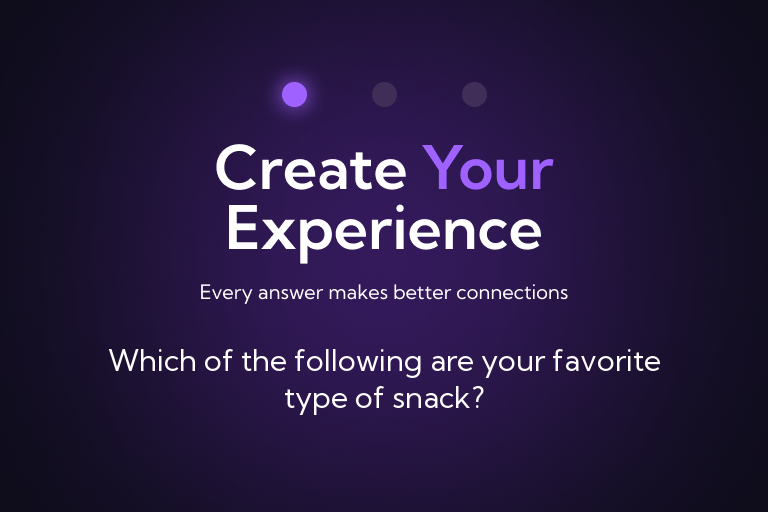 Create Your
Experience
Every answer makes better connections
Which of the following are your favorite
type of snack?